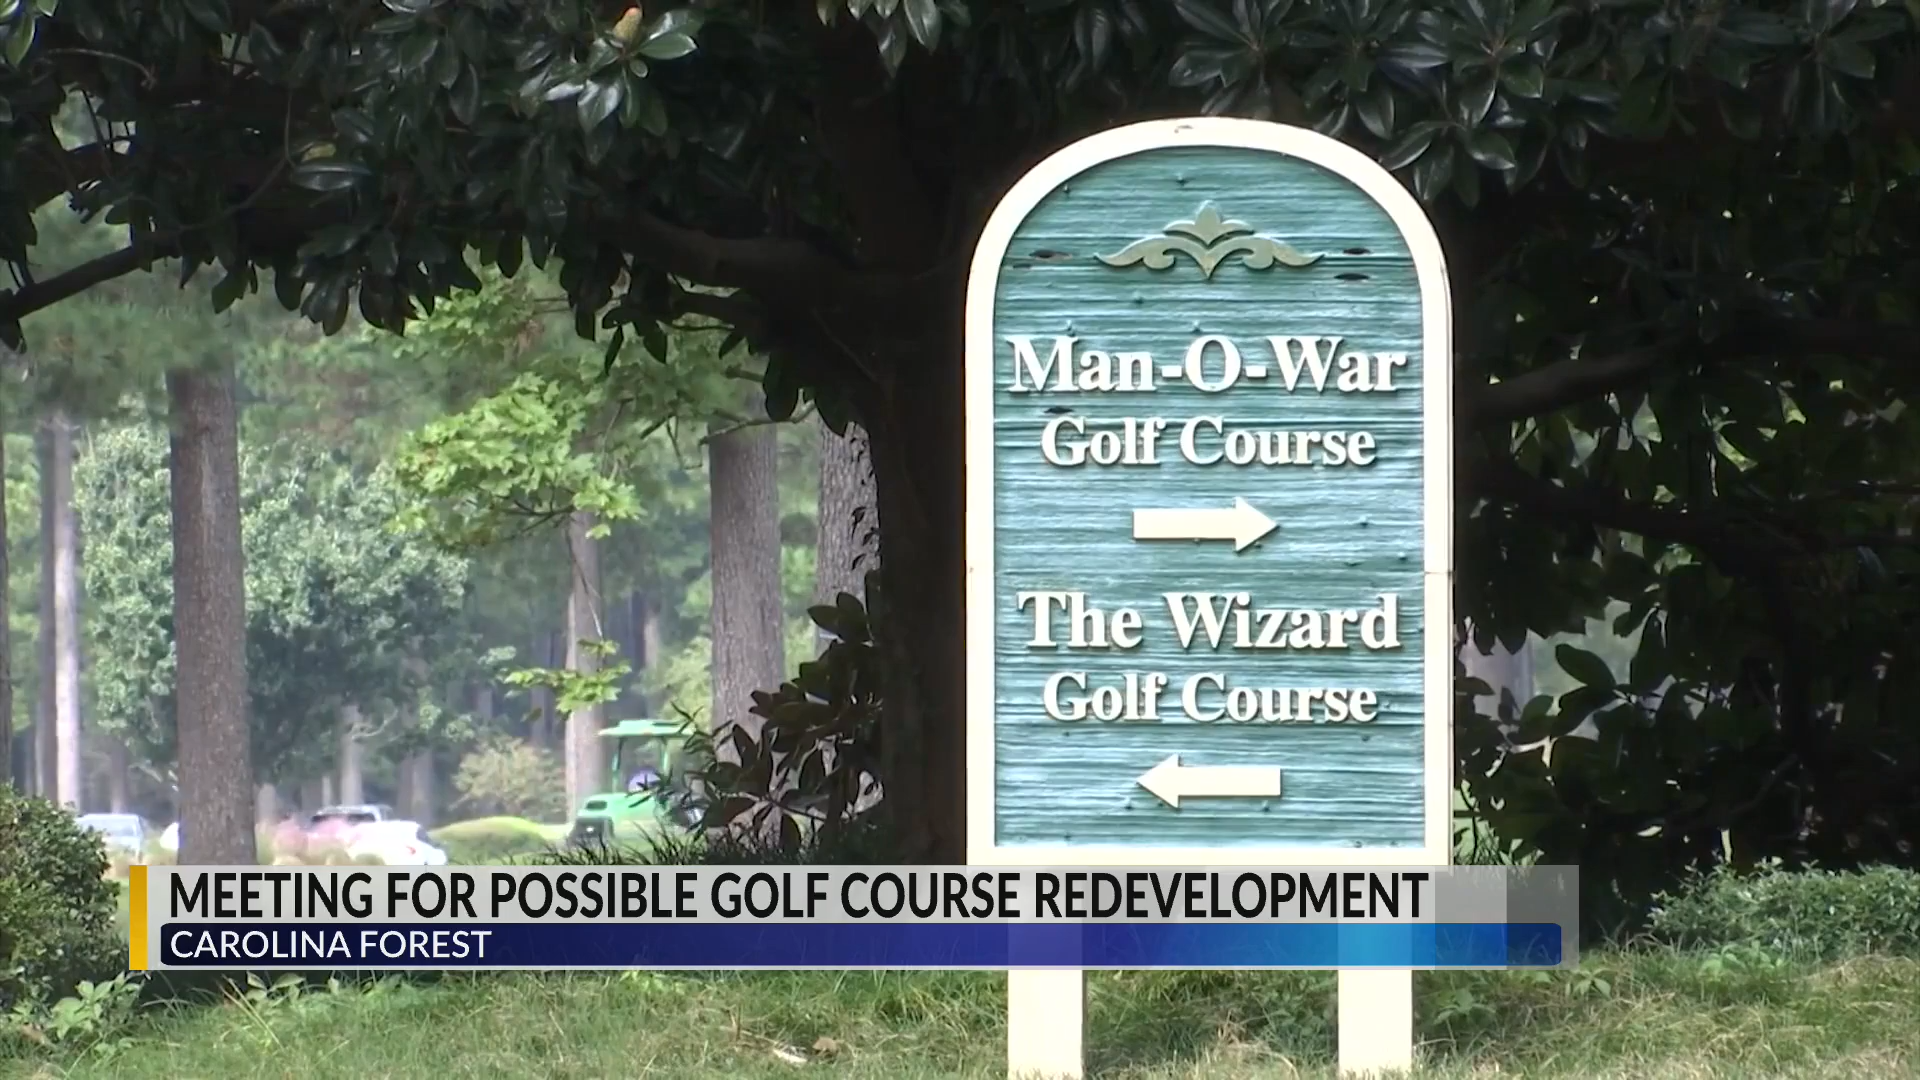 Man-O-War
Golf Course
The Wizard
Golf Course
MEETING FOR POSSIBLE GOLF COURSE REDEVELOPMENT
CAROLINA FOREST